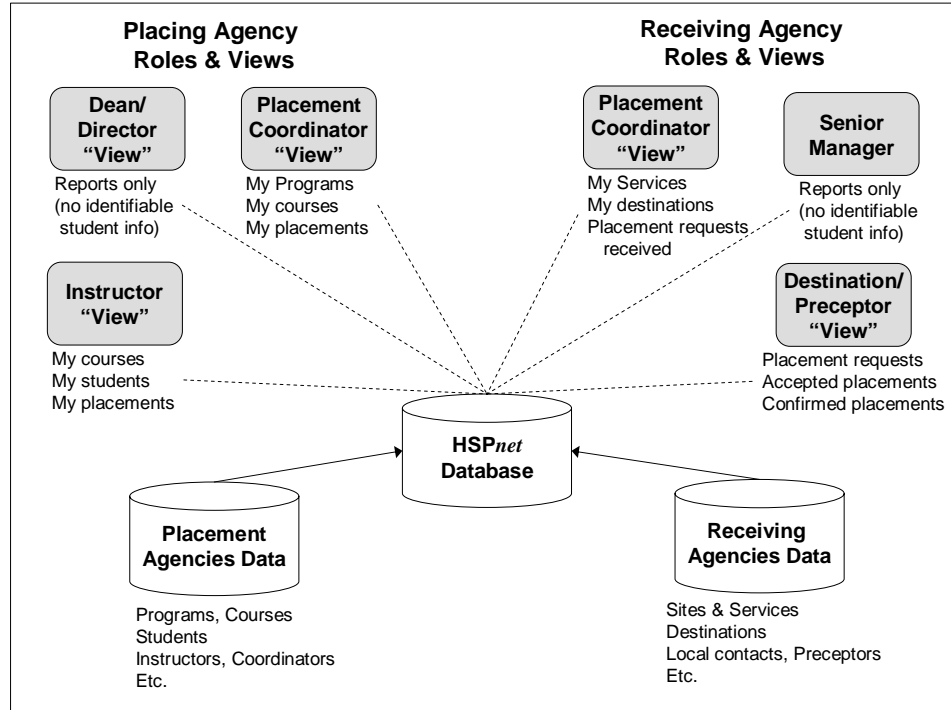 Placing Agency
Roles & Views
Receiving Agency
Roles & Views
Dean/
Director
“View”
Reports only
(no identifiable
student info)
Placement
Coordinator
“View”
My Programs
My courses
My placements
Placement
Coordinator
“View”
My Services
My destinations
Placement requests
received
Senior
Manager
Reports only
(no identifiable
student info)
Instructor
“View”
My courses
My students
My placements
Destination/
Preceptor
“View”
Placement requests
Accepted placements
Confirmed placements
HSPnet
Database
Placement
Agencies Data
Programs, Courses
Students
Instructors, Coordinators
Etc.
Receiving
Agencies Data
Sites & Services
Destinations
Local contacts, Preceptors
Etc.